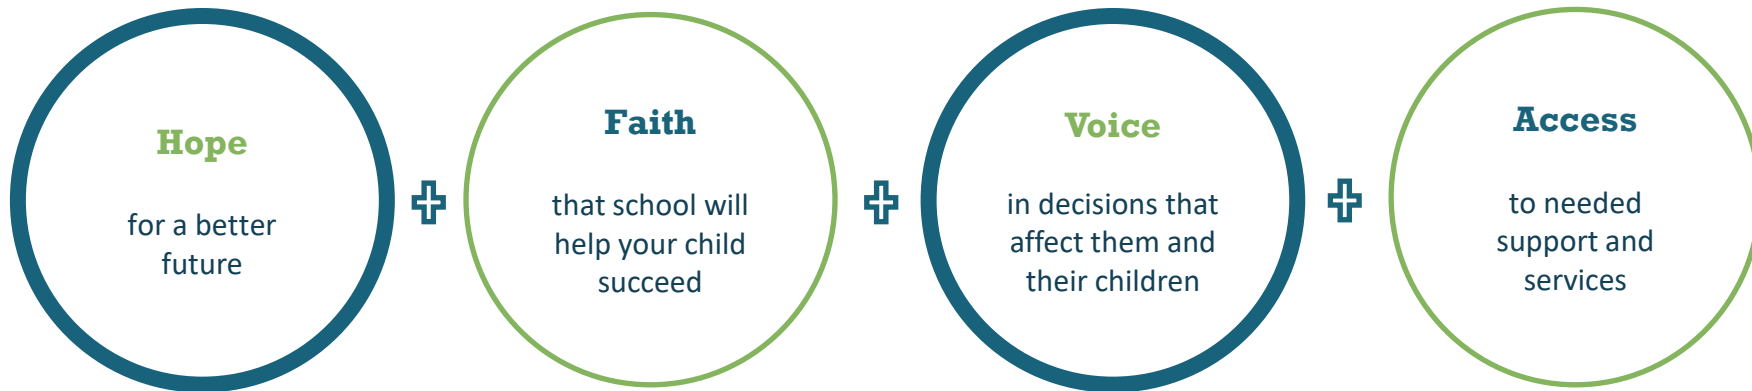 Hope
for a better
future
Faith
that school will
help your child
succeed
Voice
in decisions that
affect them and
their children
Access
to needed
support and
services